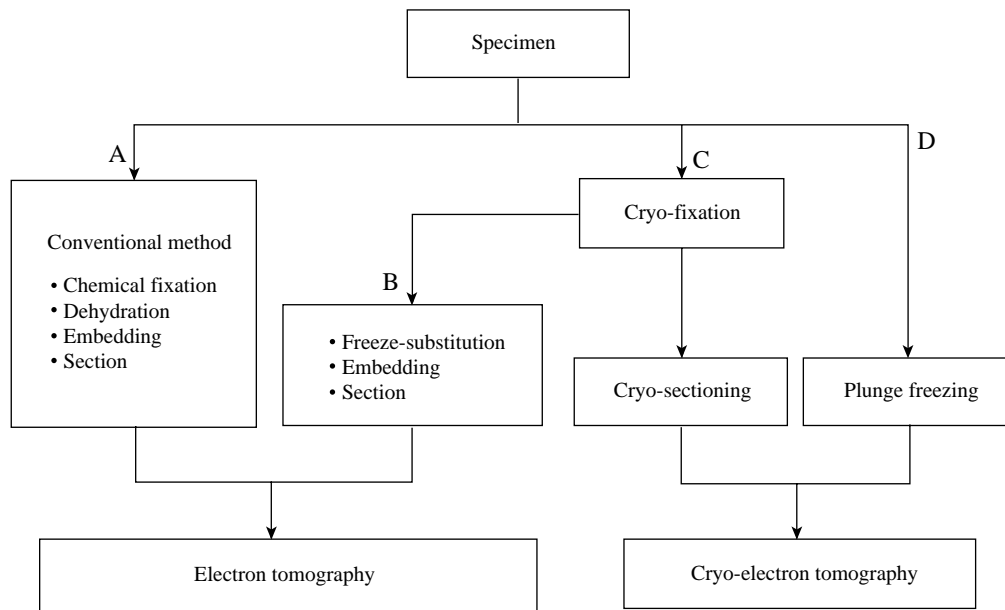 Specimen
A
C
D
Conventional method
• Chemical fixation
• Dehydration
• Embedding
• Section
Cryo-fixation
B
• Freeze-substitution
• Embedding
• Section
Cryo-sectioning
Plunge freezing
Electron tomography
Cryo-electron tomography